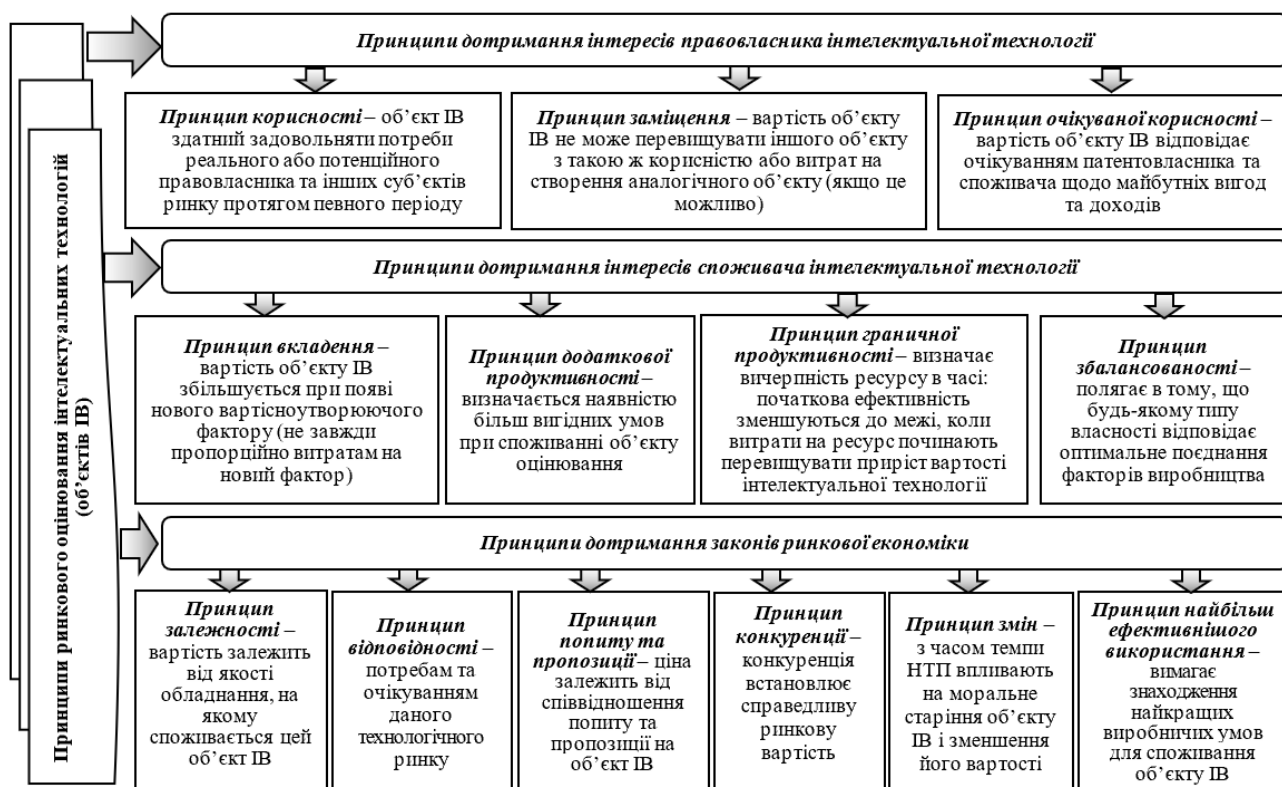 Принципи ринкового оцінювання інтелектуальних технологій
(об’єктів ІВ)
Принципи дотримання інтересів правовласника інтелектуальної технології
Принцип корисності – об’єкт ІВ
здатний задовольняти потреби
реального або потенційного
правовласника та інших суб’єктів
ринку протягом певного періоду
Принцип заміщення – вартість об’єкту
ІВ не може перевищувати іншого об’єкту
з такою ж корисністю або витрат на
створення аналогічного об’єкту (якщо це
можливо)
Принцип очікуваної корисності –
вартість об’єкту ІВ відповідає
очікуванням патентовласника та
споживача щодо майбутніх вигод
та доходів
Принципи дотримання інтересів споживача інтелектуальної технології
Принцип вкладення –
вартість об’єкту ІВ
збільшується при появі
нового вартісноутворюючого
фактору (не завжди
пропорційно витратам на
новий фактор)
Принцип додаткової
продуктивності –
визначається наявністю
більш вигідних умов
при споживанні об’єкту
оцінювання
Принцип граничної
продуктивності – визначає
вичерпність ресурсу в часі:
початкова ефективність
зменшуються до межі, коли
витрати на ресурс починають
перевищувати приріст вартості
інтелектуальної технології
Принцип
збалансованості –
полягає в тому, що
будь-якому типу
власності відповідає
оптимальне поєднання
факторів виробництва
Принципи дотримання законів ринкової економіки
Принцип
залежності –
вартість залежить
від якості
обладнання, на
якому
споживається цей
об’єкт ІВ
Принцип
відповідності –
потребам та
очікуванням
даного
технологічного
ринку
Принцип
попиту та
пропозиції – ціна
залежить від
співвідношення
попиту та
пропозиції на
об’єкт ІВ
Принцип
конкуренції –
конкуренція
встановлює
справедливу
ринкову
вартість
Принцип змін –
з часом темпи
НТП впливають
на моральне
старіння об’єкту
ІВ і зменшення
його вартості
Принцип найбільш
ефективнішого
використання –
вимагає
знаходження
найкращих
виробничих умов
для споживання
об’єкту ІВ